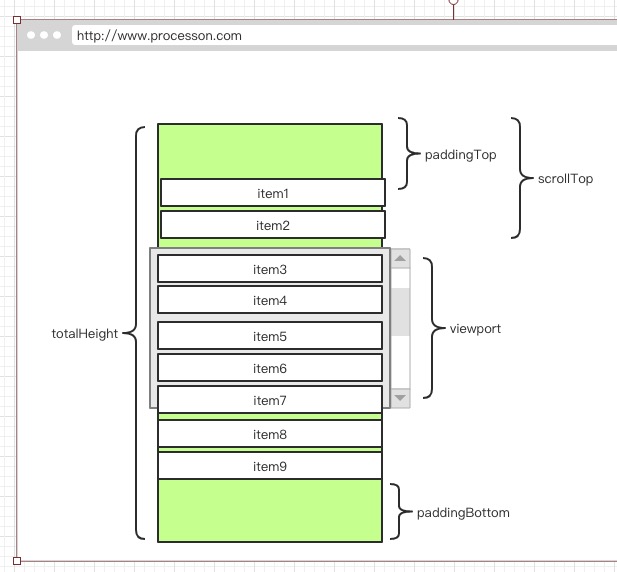 http://www.processon.com
paddingTop
scrollTop
item1
item2
item3
item4
viewport
totalHeight
item5
item6
item7
item8
item9
paddingBottom